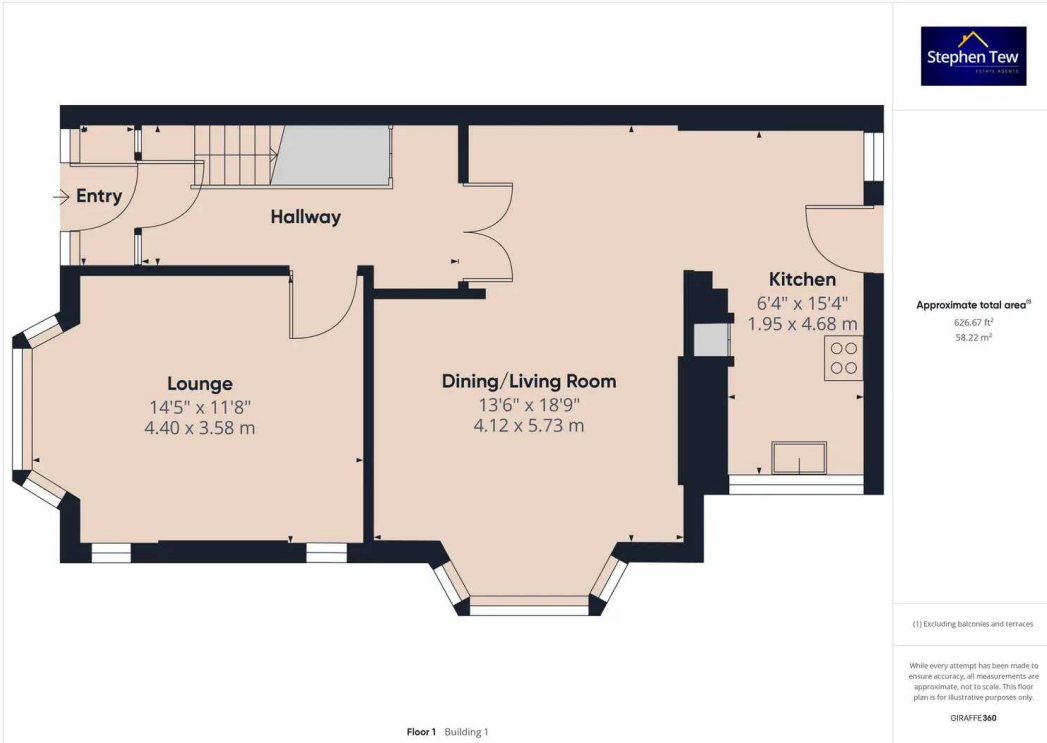 Stephen Tew
ESTATE AGENTS
Entry
Hallway
Kitchen
6'4" x 15'4"
1.95 x 4.68 m
Lounge
14'5" x 11'8"
4.40 x 3.58 m
Dining/Living Room
13'6" x 18'9"
4.12 x 5.73 m
Approximate total area⁽¹⁾
626.67 ft²
58.22 m²
(1) Excluding balconies and terraces
While every attempt has been made to
ensure accuracy, all measurements are
approximate, not to scale. This floor
plan is for illustrative purposes only.
GIRAFFE360
Floor 1 Building 1